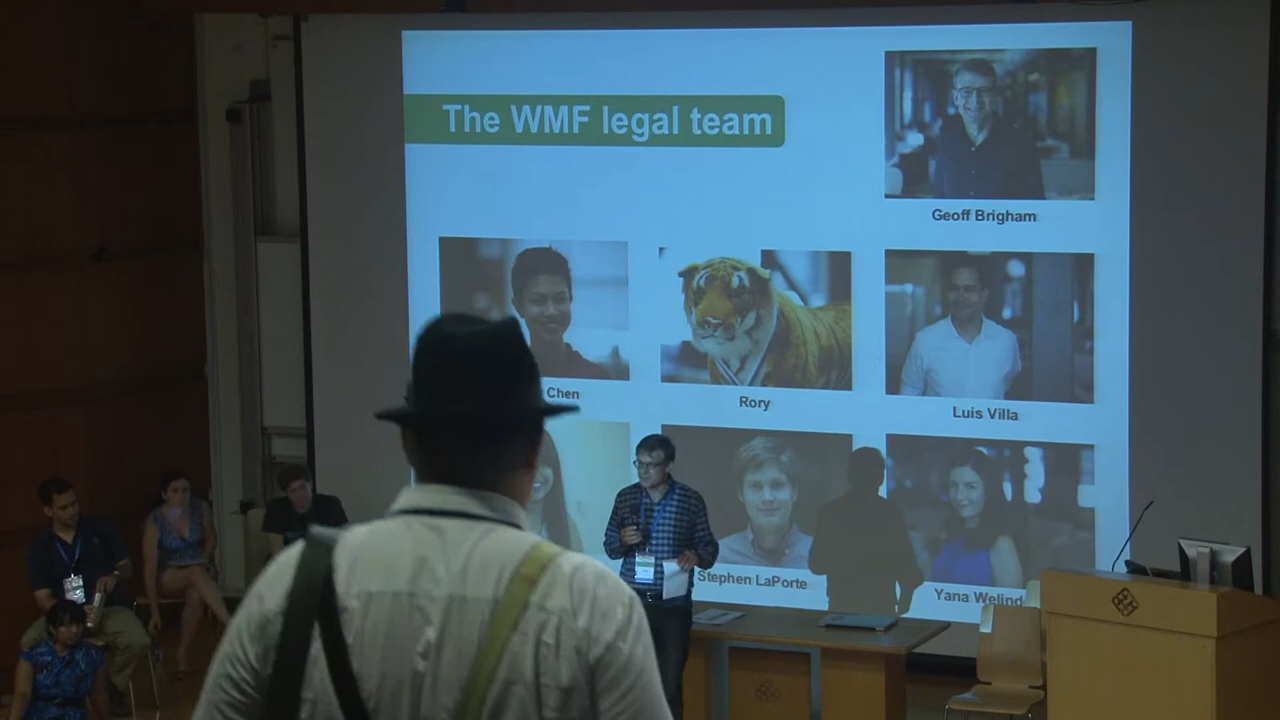 The WMF legal team
Geoff Brigham
Chen
Rory
Luis Villa
Stephen LaPorte
Yana Welind